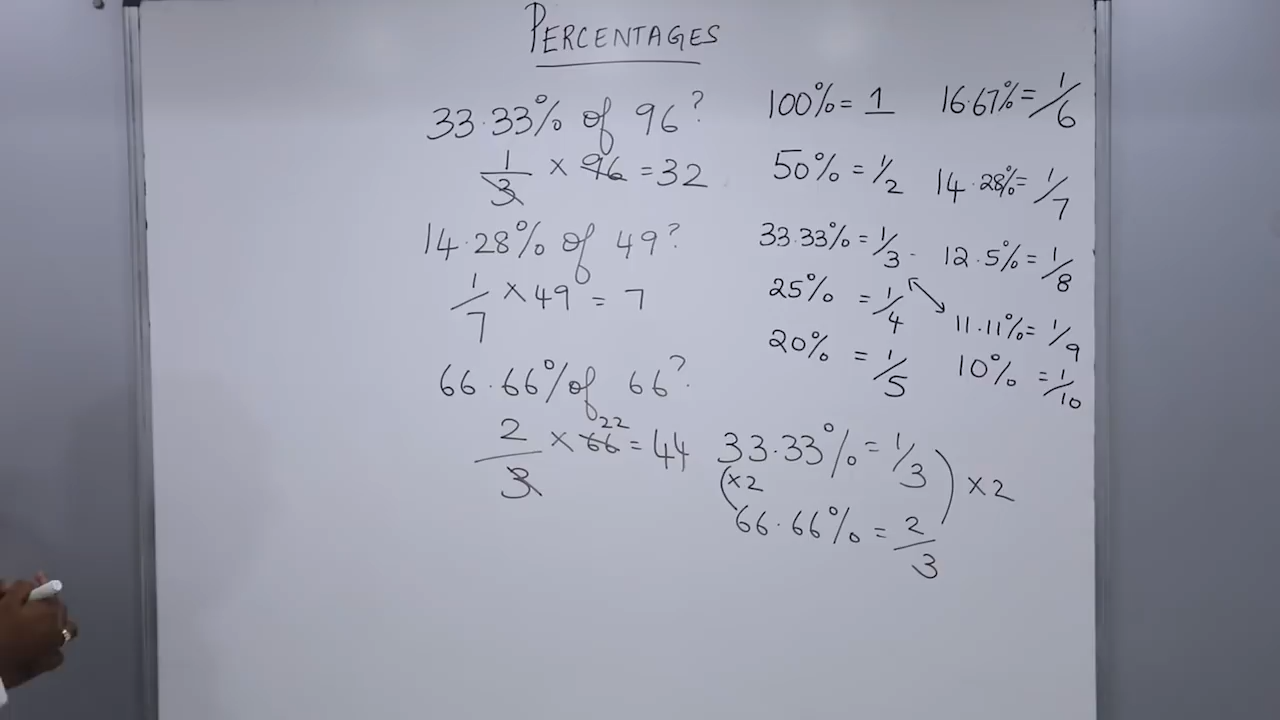 PERCENTAGES
33.33% of 96?
1/3 × 96 = 32
14.28% of 49?
1/7 × 49 = 7
66.66% of 66?
22
2/3 × 66 = 44
100% = 1
50% = 1/2
33.33% = 1/3
25% = 1/4
20% = 1/5
16.67% = 1/6
14.28% = 1/7
12.5% = 1/8
11.11% = 1/9
10% = 1/10
33.33% = 1/3
×2 ×2
66.66% = 2/3